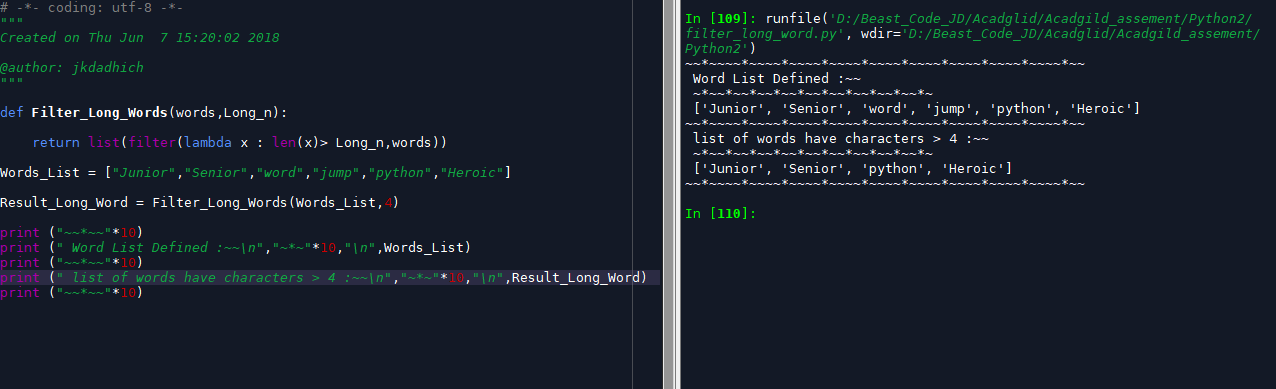 # -*- coding: utf-8 -*-
"""
Created on Thu Jun  7 15:20:02 2018
@author: jkdadhich
"""
def Filter_Long_Words(words,Long_n):
    return list(filter(lambda x : len(x)> Long_n,words))
Words_List = ["Junior","Senior","word","jump","python","Heroic"]
Result_Long_Word = Filter_Long_Words(Words_List,4)
print ("~~*~~"*10)
print (" Word List Defined :~~\n","~*~"*10,"\n",Words_List)
print ("~~*~~"*10)
print (" list of words have characters > 4 :~~\n","~*~"*10,"\n",Result_Long_Word)
print ("~~*~~"*10)
In [109]: runfile('D:/Beast_Code_JD/Acadglid/Acadgild_assement/Python2/
filter_long_word.py', wdir='D:/Beast_Code_JD/Acadglid/Acadgild_assement/
Python2')
~~*~~~~*~~~~*~~~~*~~~~*~~~~*~~~~*~~~~*~~~~*~~~~*~~
 Word List Defined :~~
 ~*~~*~~*~~*~~*~~*~~*~~*~~*~~*~
 ['Junior', 'Senior', 'word', 'jump', 'python', 'Heroic']
~~*~~~~*~~~~*~~~~*~~~~*~~~~*~~~~*~~~~*~~~~*~~~~*~~
 list of words have characters > 4 :~~
 ~*~~*~~*~~*~~*~~*~~*~~*~~*~~*~
 ['Junior', 'Senior', 'python', 'Heroic']
~~*~~~~*~~~~*~~~~*~~~~*~~~~*~~~~*~~~~*~~~~*~~~~*~~
In [110]: